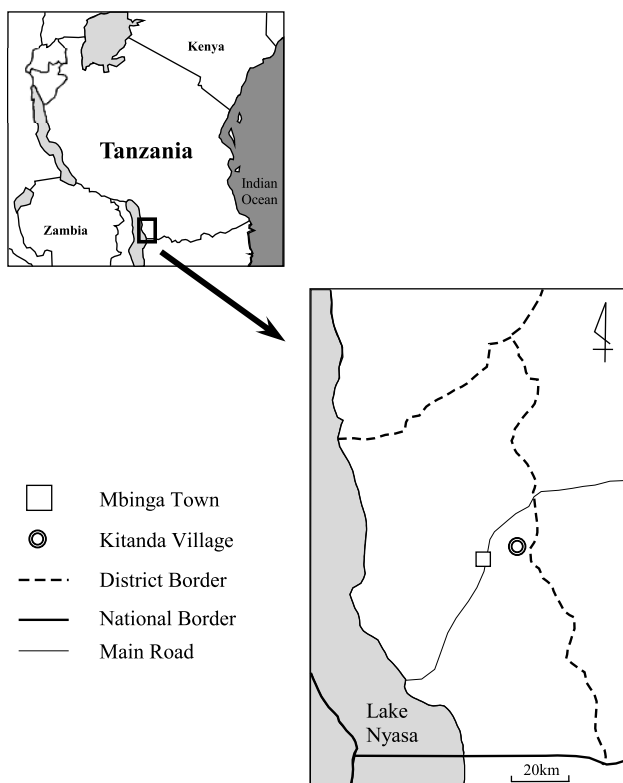 Kenya
Tanzania
Indian
Ocean
Zambia
Mbinga Town
Kitanda Village
District Border
National Border
Main Road
Lake
Nyasa
20km